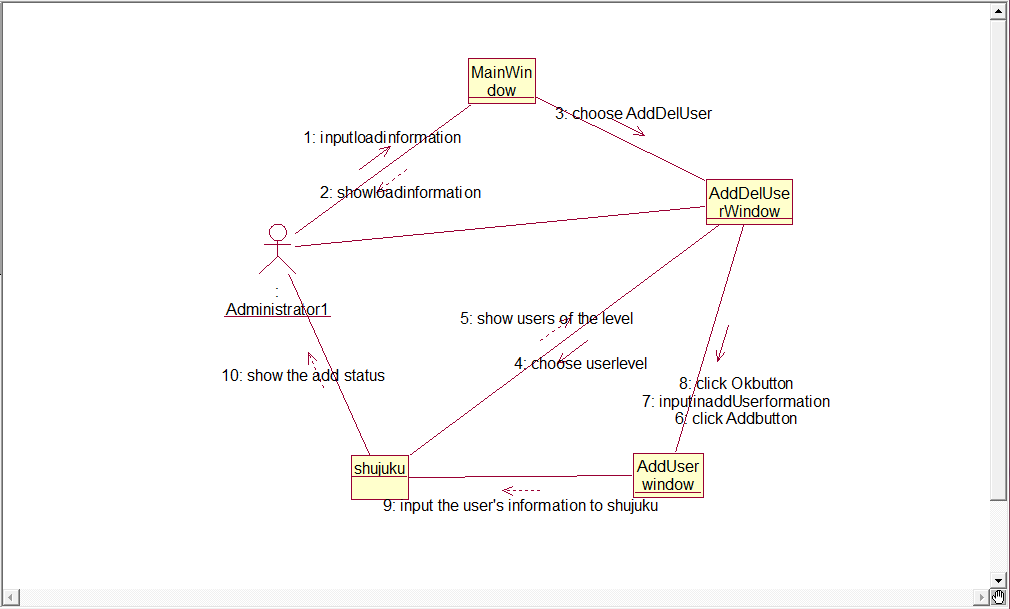 MainWin
dow
3: choose AddDelUser
1: inputloadinformation
2: showloadinformation
AddDelUse
rWindow
:
Administrator1
5: show users of the level
4: choose userlevel
10: show the add status
8: click Okbutton
7: inputinaddUserformation
6: click Addbutton
shujuku
AddUser
window
9: input the user's information to shujuku